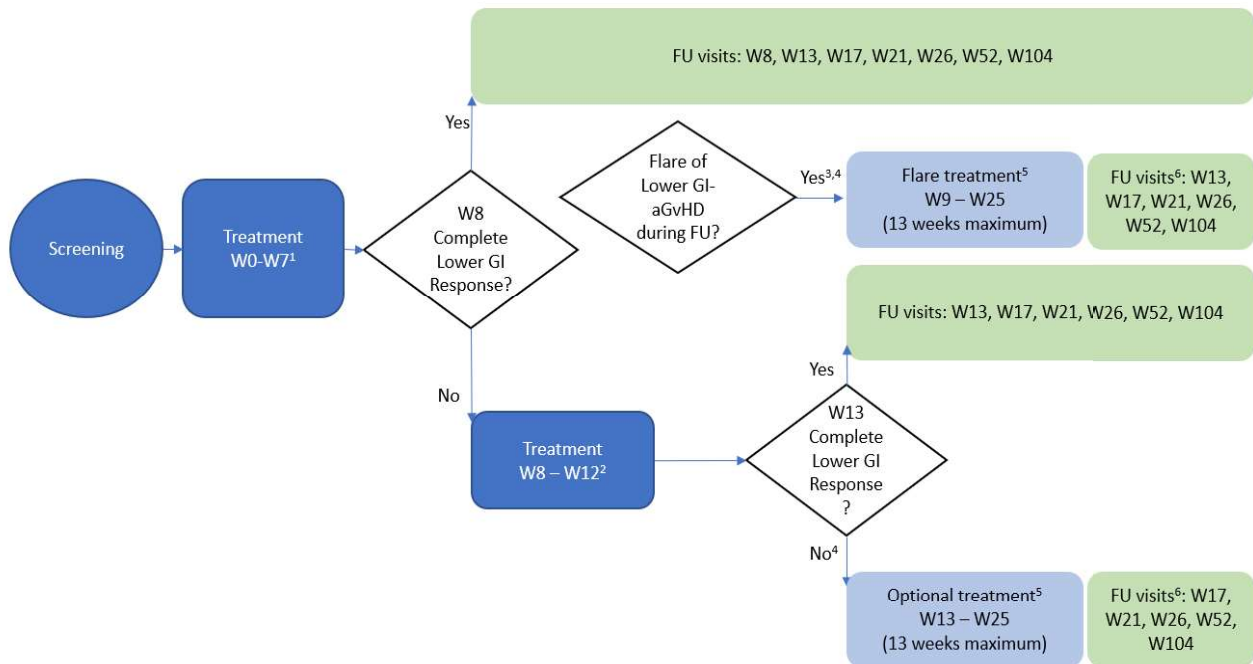 FU visits: W8, W13, W17, W21, W26, W52, W104
Yes
Screening
Treatment
W0-W7¹
W8
Complete
Lower GI
Response?
Flare of
Lower GI-
aGvHD
during FU?
Yes³,⁴
Flare treatment⁵
W9 – W25
(13 weeks maximum)
FU visits⁶: W13,
W17, W21, W26,
W52, W104
FU visits: W13, W17, W21, W26, W52, W104
Yes
No
Treatment
W8 – W12²
W13
Complete
Lower GI
Response
?
No⁴
Optional treatment⁵
W13 – W25
(13 weeks maximum)
FU visits⁶: W17,
W21, W26, W52,
W104